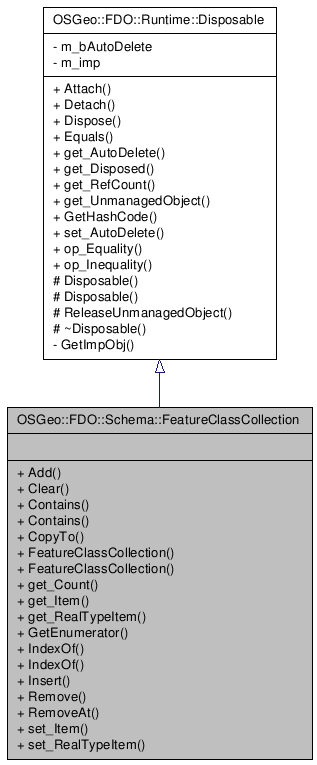 OSGeo::FDO::Runtime::Disposable
- m_bAutoDelete
- m_imp
+ Attach()
+ Detach()
+ Dispose()
+ Equals()
+ get_AutoDelete()
+ get_Disposed()
+ get_RefCount()
+ get_UnmanagedObject()
+ GetHashCode()
+ set_AutoDelete()
+ op_Equality()
+ op_Inequality()
# Disposable()
# Disposable()
# ReleaseUnmanagedObject()
# ~Disposable()
- GetImpObj()
OSGeo::FDO::Schema::FeatureClassCollection
+ Add()
+ Clear()
+ Contains()
+ Contains()
+ CopyTo()
+ FeatureClassCollection()
+ FeatureClassCollection()
+ get_Count()
+ get_Item()
+ get_RealTypeItem()
+ GetEnumerator()
+ IndexOf()
+ IndexOf()
+ Insert()
+ Remove()
+ RemoveAt()
+ set_Item()
+ set_RealTypeItem()